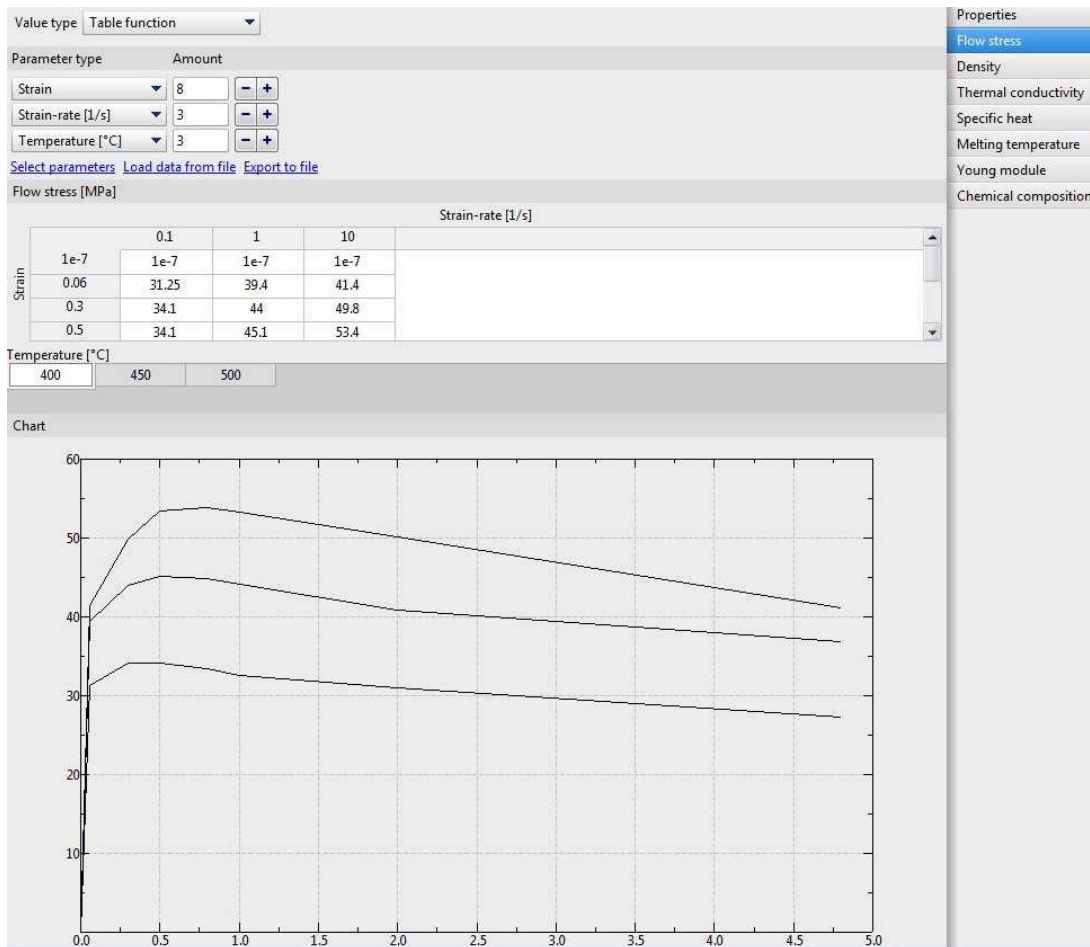 Value type Table function
Parameter type Amount
Strain 8 - +
Strain-rate [1/s] 3 - +
Temperature [°C] 3 - +
Select parameters Load data from file Export to file
Flow stress [MPa]
Strain-rate [1/s]
0.1 1 10
1e-7 1e-7 1e-7 1e-7
0.06 31.25 39.4 41.4
0.3 34.1 44 49.8
0.5 34.1 45.1 53.4
Strain
Temperature [°C]
400 450 500
Chart
60
50
40
30
20
10
0.0 0.5 1.0 1.5 2.0 2.5 3.0 3.5 4.0 4.5 5.0
Properties
Flow stress
Density
Thermal conductivity
Specific heat
Melting temperature
Young module
Chemical composition